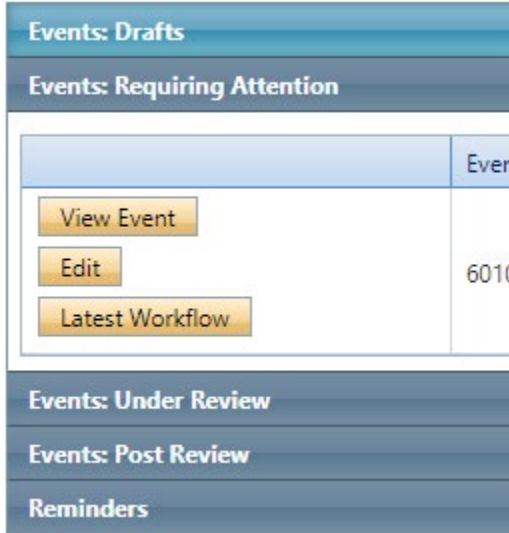 Events: Drafts
Events: Requiring Attention
View Event
Edit
Latest Workflow
Events: Under Review
Events: Post Review
Reminders